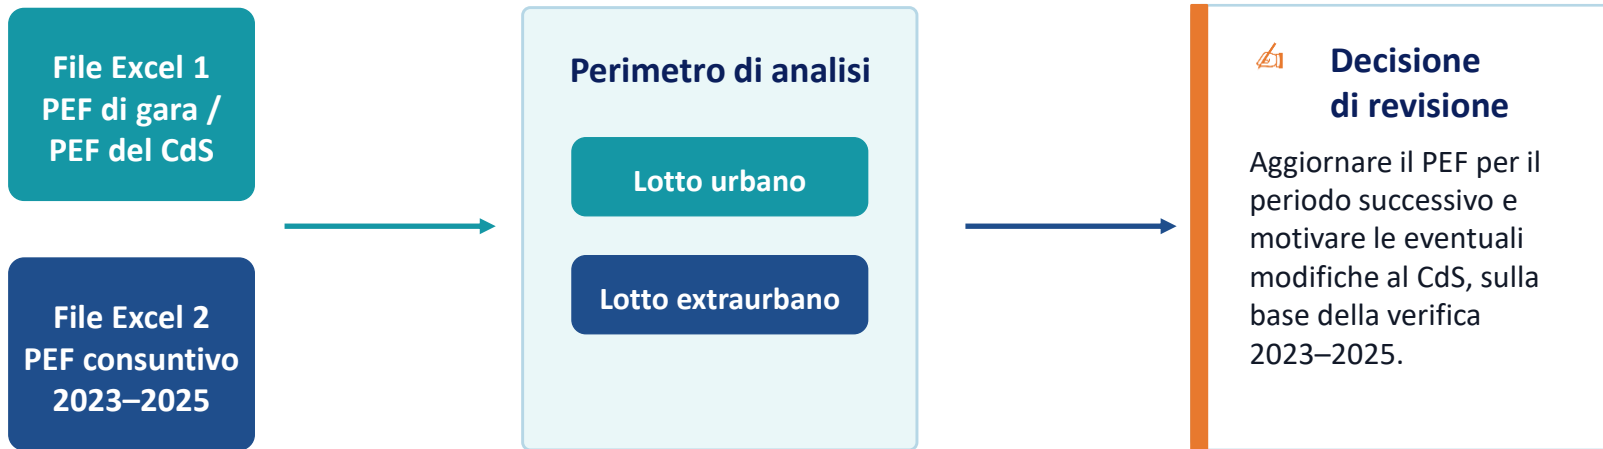 File Excel 1
PEF di gara /
PEF del CdS
File Excel 2
PEF consuntivo
2023–2025
Perimetro di analisi
Lotto urbano
Lotto extraurbano
Decisione
di revisione
Aggiornare il PEF per il
periodo successivo e
motivare le eventuali
modifiche al CdS, sulla
base della verifica
2023–2025.